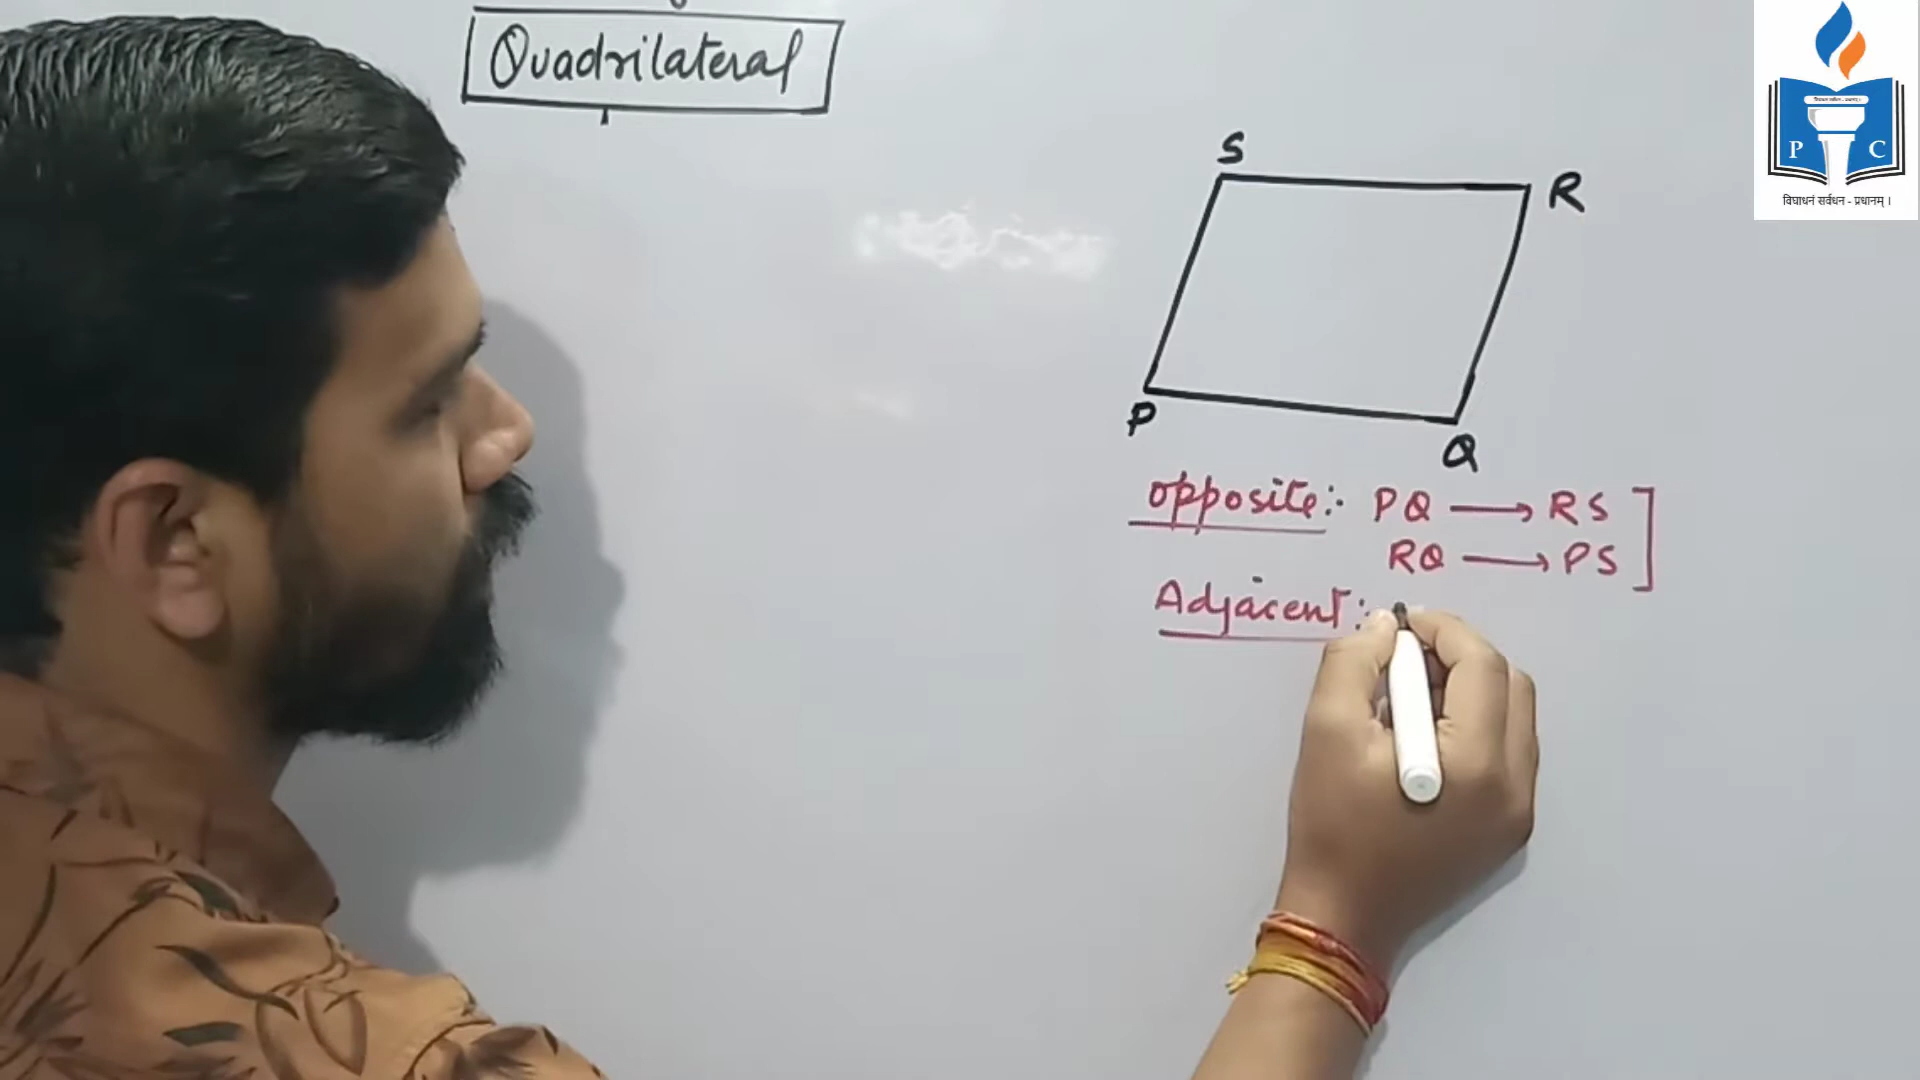 Quadrilateral
S
R
P
Q
opposite:- PQ → RS
RQ → PS
Adjacent:-
P C
विद्याधनं सर्वधन - प्रधानम् ।